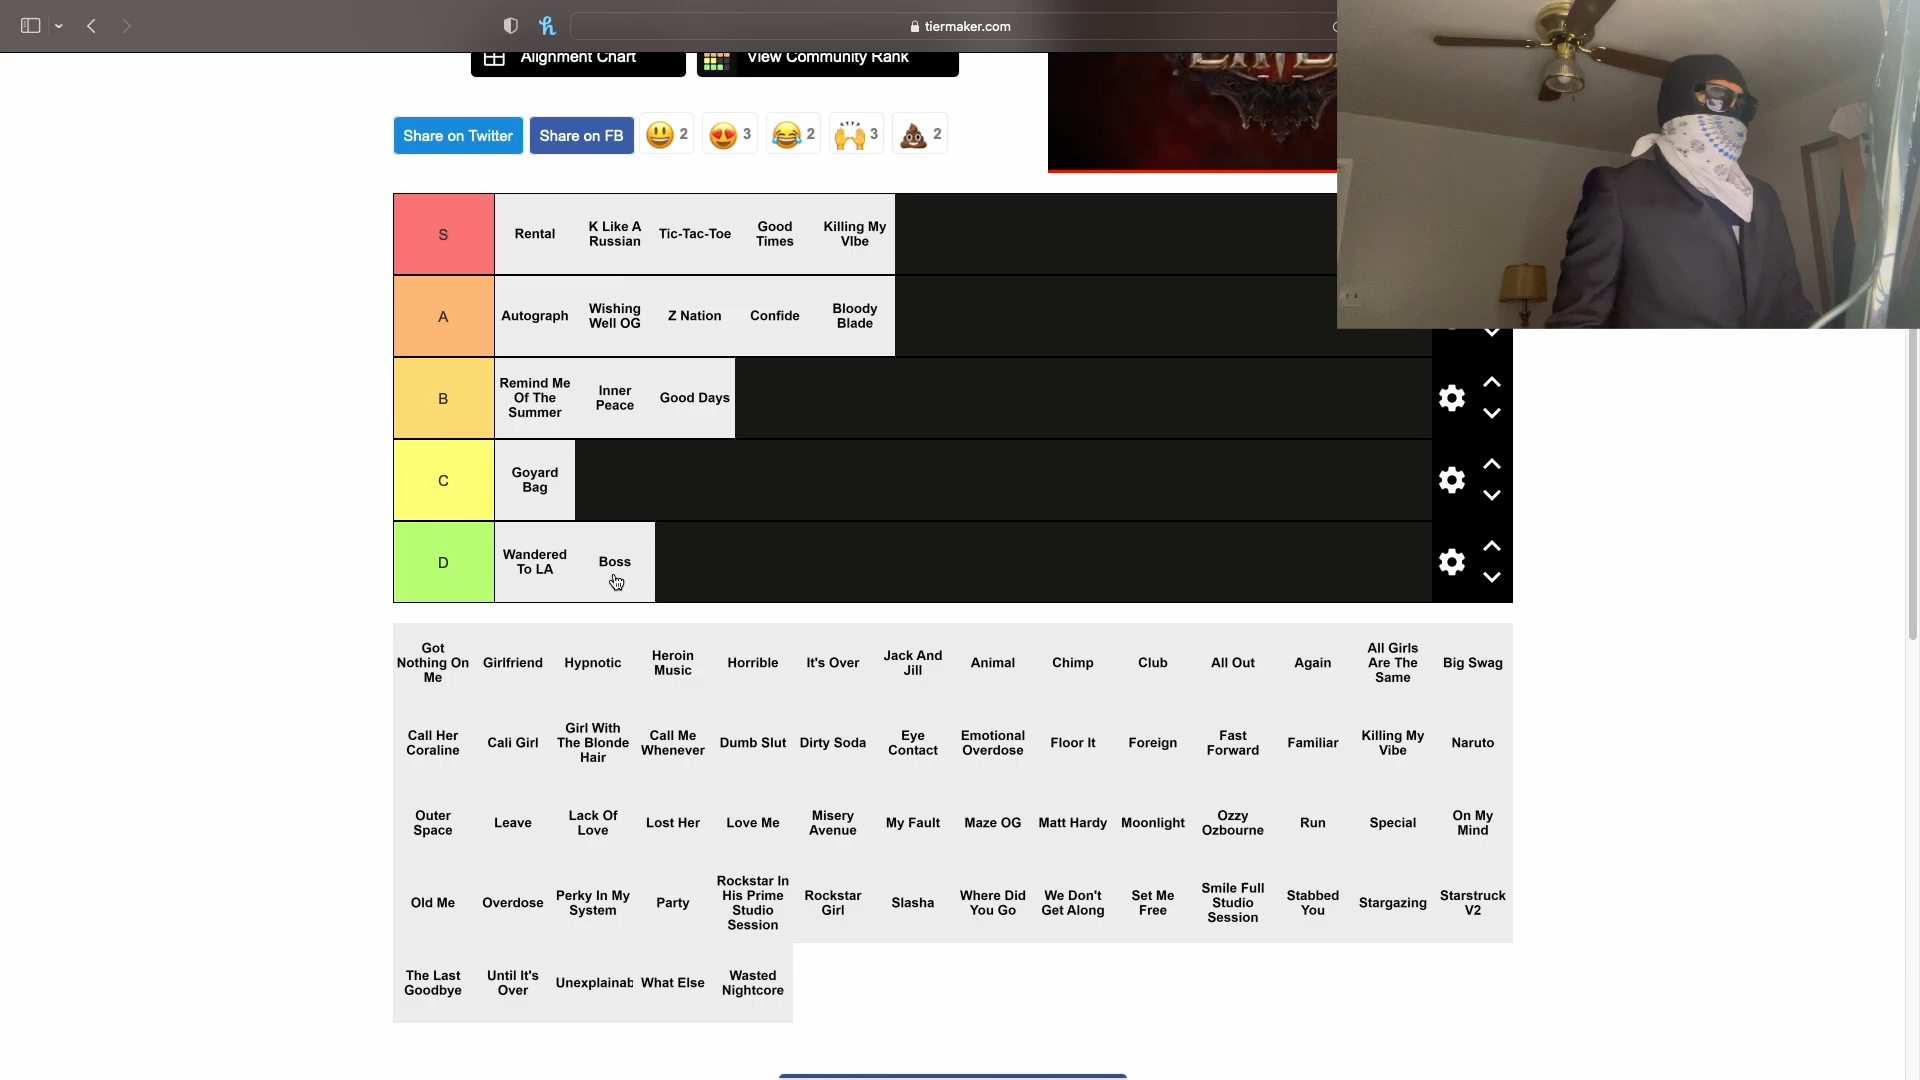 tiermaker.com
Alignment Chart
View Community Rank
Share on Twitter
Share on FB
2
3
2
3
2
S
Rental
K Like A
Russian
Tic-Tac-Toe
Good
Times
Killing My
VIbe
A
Autograph
Wishing
Well OG
Z Nation
Confide
Bloody
Blade
B
Remind Me
Of The
Summer
Inner
Peace
Good Days
C
Goyard
Bag
D
Wandered
To LA
Boss
Got
Nothing On
Me
Girlfriend
Hypnotic
Heroin
Music
Horrible
It's Over
Jack And
Jill
Animal
Chimp
Club
All Out
Again
All Girls
Are The
Same
Big Swag
Call Her
Coraline
Cali Girl
Girl With
The Blonde
Hair
Call Me
Whenever
Dumb Slut
Dirty Soda
Eye
Contact
Emotional
Overdose
Floor It
Foreign
Fast
Forward
Familiar
Killing My
Vibe
Naruto
Outer
Space
Leave
Lack Of
Love
Lost Her
Love Me
Misery
Avenue
My Fault
Maze OG
Matt Hardy
Moonlight
Ozzy
Ozbourne
Run
Special
On My
Mind
Old Me
Overdose
Perky In My
System
Party
Rockstar In
His Prime
Studio
Session
Rockstar
Girl
Slasha
Where Did
You Go
We Don't
Get Along
Set Me
Free
Smile Full
Studio
Session
Stabbed
You
Stargazing
Starstruck
V2
The Last
Goodbye
Until It's
Over
Unexplainab
What Else
Wasted
Nightcore